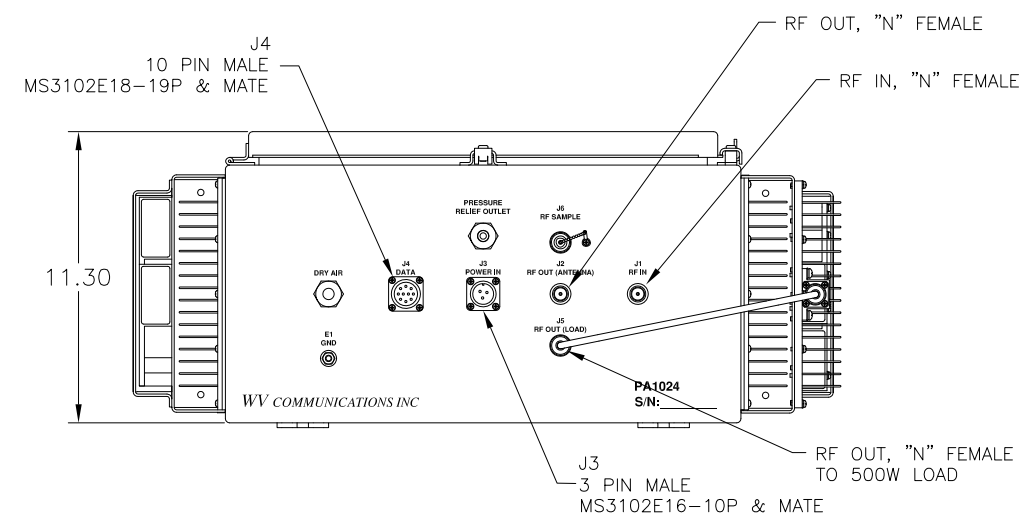 RF OUT, "N" FEMALE
J4
10 PIN MALE
MS3102E18-19P & MATE
RF IN, "N" FEMALE
11.30
PRESSURE
RELIEF OUTLET
J6
RF SAMPLE
DRY AIR
J4
DATA
J3
POWER IN
J2
RF OUT (ANTENNA)
J1
RF IN
E1
GND
J5
RF OUT (LOAD)
WV COMMUNICATIONS INC
PA1024
S/N:
RF OUT, "N" FEMALE
TO 500W LOAD
J3
3 PIN MALE
MS3102E16-10P & MATE